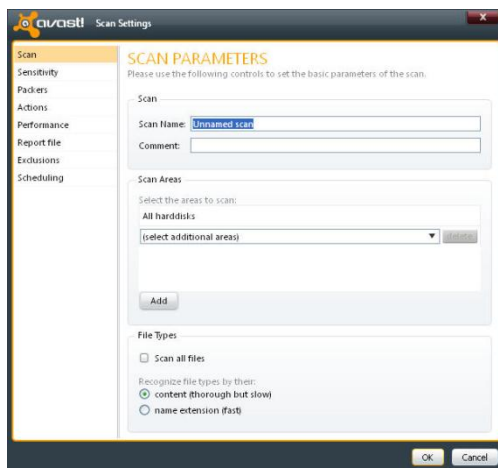 avast! Scan Settings
Scan
Sensitivity
Packers
Actions
Performance
Report file
Exclusions
Scheduling
SCAN PARAMETERS
Please use the following controls to set the basic parameters of the scan.
Scan
Scan Name: Unnamed scan
Comment:
Scan Areas
Select the areas to scan:
All harddisks
(select additional areas) delete
Add
File Types
Scan all files
Recognize file types by their:
content (thorough but slow)
name extension (fast)
OK Cancel